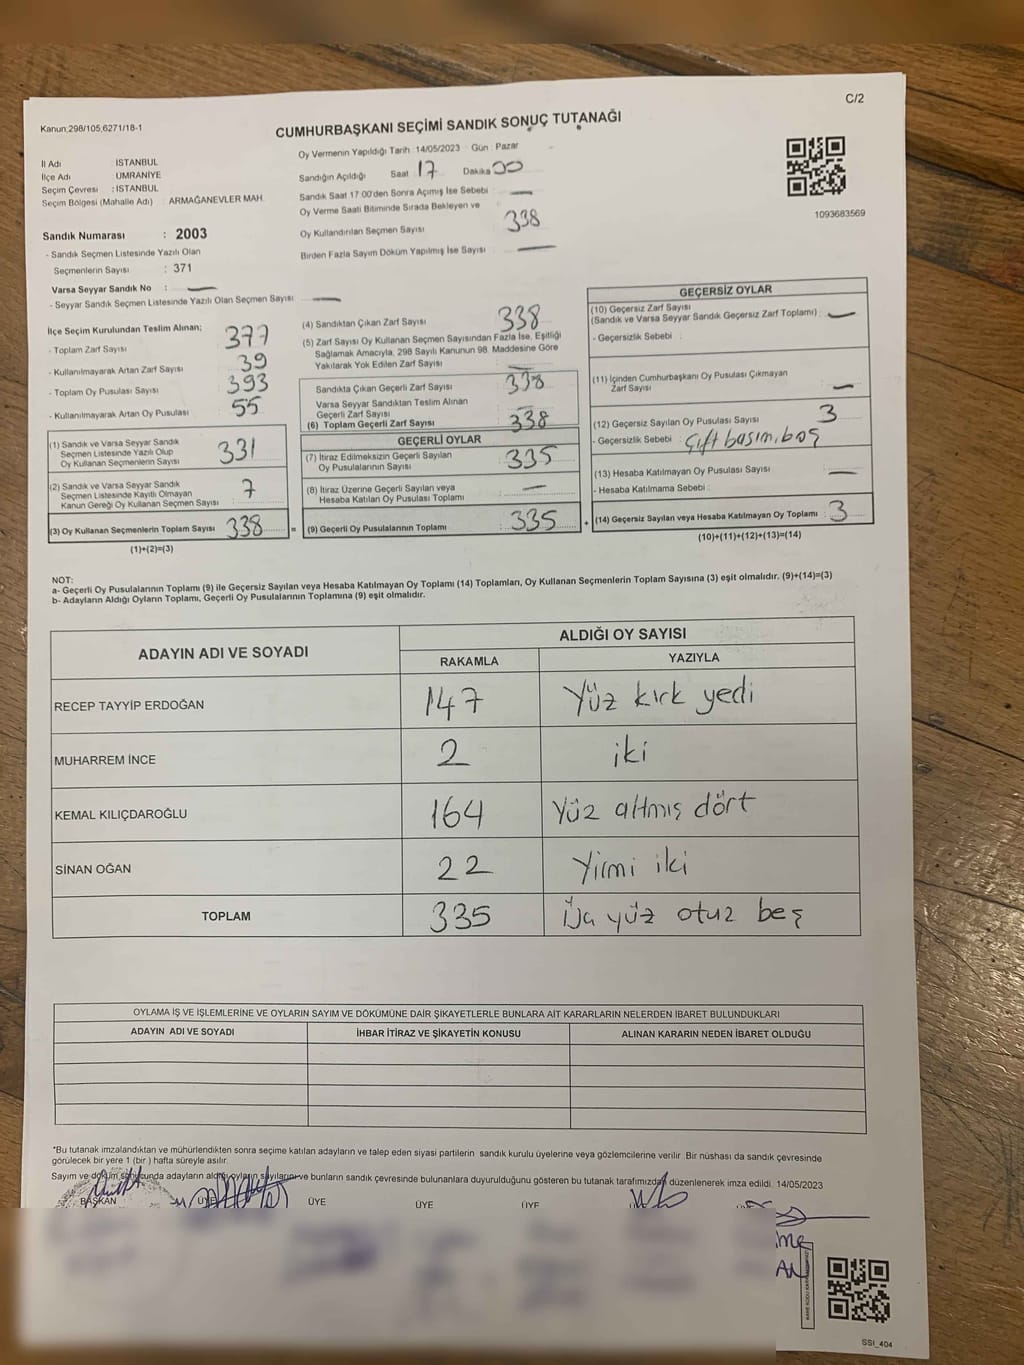 C/2
Kanun;298/105,6271/18-1
CUMHURBAŞKANI SEÇİMİ SANDIK SONUÇ TUTANAĞI
İl Adı İSTANBUL
İlçe Adı ÜMRANİYE
Seçim Çevresi : İSTANBUL
Seçim Bölgesi (Mahalle Adı) : ARMAĞANEVLER MAH.
Oy Vermenin Yapıldığı Tarih : 14/05/2023 Gün : Pazar
Sandığın Açıldığı Saat 17 Dakika 00
Sandık Saat 17:00'den Sonra Açımış İse Sebebi : —
Oy Verme Saati Bitiminde Sırada Bekleyen ve
Oy Kullandırılan Seçmen Sayısı : 338
Birden Fazla Sayım Döküm Yapılmış İse Sayısı : —
1093683569
Sandık Numarası : 2003
- Sandık Seçmen Listesinde Yazılı Olan
Seçmenlerin Sayısı : 371
Varsa Seyyar Sandık No : —
- Seyyar Sandık Seçmen Listesinde Yazılı Olan Seçmen Sayısı : —
İlçe Seçim Kurulundan Teslim Alınan;
- Toplam Zarf Sayısı 377
- Kullanılmayarak Artan Zarf Sayısı 39
- Toplam Oy Pusulası Sayısı 393
- Kullanılmayarak Artan Oy Pusulası 55
(1) Sandık ve Varsa Seyyar Sandık
Seçmen Listesinde Yazılı Olup
Oy Kullanan Seçmenlerin Sayısı 331
(2) Sandık ve Varsa Seyyar Sandık
Seçmen Listesinde Kayıtlı Olmayan
Kanun Gereği Oy Kullanan Seçmen Sayısı 7
(3) Oy Kullanan Seçmenlerin Toplam Sayısı 338 =
(1)+(2)=(3)
(4) Sandıktan Çıkan Zarf Sayısı : 338
(5) Zarf Sayısı Oy Kullanan Seçmen Sayısından Fazla İse, Eşitliği
Sağlamak Amacıyla, 298 Sayılı Kanunun 98. Maddesine Göre
Yakılarak Yok Edilen Zarf Sayısı : —
Sandıkta Çıkan Geçerli Zarf Sayısı : 338
Varsa Seyyar Sandıktan Teslim Alınan
Geçerli Zarf Sayısı : —
(6) Toplam Geçerli Zarf Sayısı : 338
GEÇERLİ OYLAR
(7) İtiraz Edilmeksizin Geçerli Sayılan
Oy Pusulalarının Sayısı : 335
(8) İtiraz Üzerine Geçerli Sayılan veya
Hesaba Katılan Oy Pusulası Toplamı : —
(9) Geçerli Oy Pusulalarının Toplamı : 335 +
GEÇERSİZ OYLAR
(10) Geçersiz Zarf Sayısı
(Sandık ve Varsa Seyyar Sandık Geçersiz Zarf Toplamı) : —
- Geçersizlik Sebebi :
(11) İçinden Cumhurbaşkanı Oy Pusulası Çıkmayan
Zarf Sayısı : —
(12) Geçersiz Sayılan Oy Pusulası Sayısı : 3
- Geçersizlik Sebebi : Çift basım, boş
(13) Hesaba Katılmayan Oy Pusulası Sayısı : —
- Hesaba Katılmama Sebebi :
(14) Geçersiz Sayılan veya Hesaba Katılmayan Oy Toplamı : 3
(10)+(11)+(12)+(13)=(14)
NOT:
a- Geçerli Oy Pusulalarının Toplamı (9) ile Geçersiz Sayılan veya Hesaba Katılmayan Oy Toplamı (14) Toplamları, Oy Kullanan Seçmenlerin Toplam Sayısına (3) eşit olmalıdır. (9)+(14)=(3)
b- Adayların Aldığı Oyların Toplamı, Geçerli Oy Pusulalarının Toplamına (9) eşit olmalıdır.
ADAYIN ADI VE SOYADI ALDIĞI OY SAYISI
RAKAMLA YAZIYLA
RECEP TAYYİP ERDOĞAN 147 Yüz kırk yedi
MUHARREM İNCE 2 iki
KEMAL KILIÇDAROĞLU 164 Yüz altmış dört
SİNAN OĞAN 22 Yirmi iki
TOPLAM 335 yüz otuz beş
OYLAMA İŞ VE İŞLEMLERİNE VE OYLARIN SAYIM VE DÖKÜMÜNE DAİR ŞİKAYETLERLE BUNLARA AİT KARARLARIN NELERDEN İBARET BULUNDUKLARI
ADAYIN ADI VE SOYADI İHBAR İTİRAZ VE ŞİKAYETİN KONUSU ALINAN KARARIN NEDEN İBARET OLDUĞU
*Bu tutanak imzalandıktan ve mühürlendikten sonra seçime katılan adayların ve talep eden siyasi partilerin sandık kurulu üyelerine veya gözlemcilerine verilir. Bir nüshası da sandık çevresinde
görülecek bir yere 1 (bir ) hafta süreyle asılır.
Sayım ve döküm sonucunda adayların aldığı oyların sayılarını ve bunların sandık çevresinde bulunanlara duyurulduğunu gösteren bu tutanak tarafımızdan düzenlenerek imza edildi. 14/05/2023
BAŞKAN ÜYE ÜYE ÜYE ÜYE
SSI_404